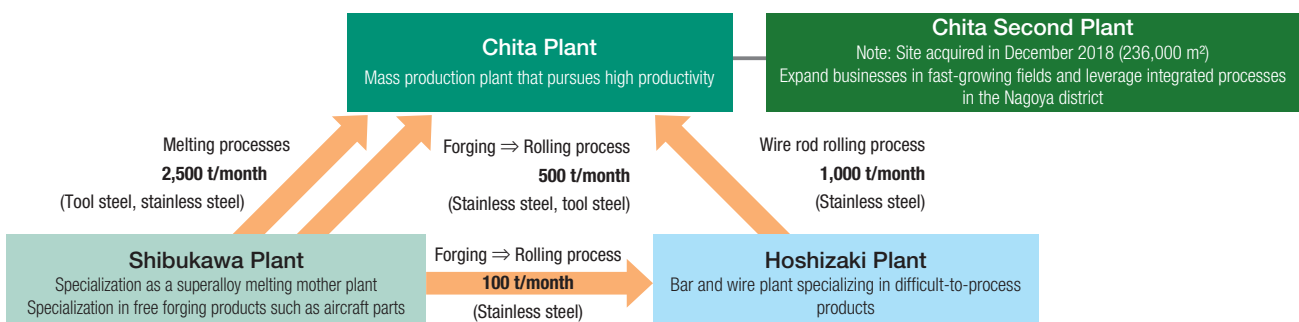 Chita Plant
Mass production plant that pursues high productivity
Chita Second Plant
Note: Site acquired in December 2018 (236,000 m²)
Expand businesses in fast-growing fields and leverage integrated processes
in the Nagoya district
Melting processes
2,500 t/month
(Tool steel, stainless steel)
Forging ⇒ Rolling process
500 t/month
(Stainless steel, tool steel)
Wire rod rolling process
1,000 t/month
(Stainless steel)
Shibukawa Plant
Specialization as a superalloy melting mother plant
Specialization in free forging products such as aircraft parts
Forging ⇒ Rolling process
100 t/month
(Stainless steel)
Hoshizaki Plant
Bar and wire plant specializing in difficult-to-process
products